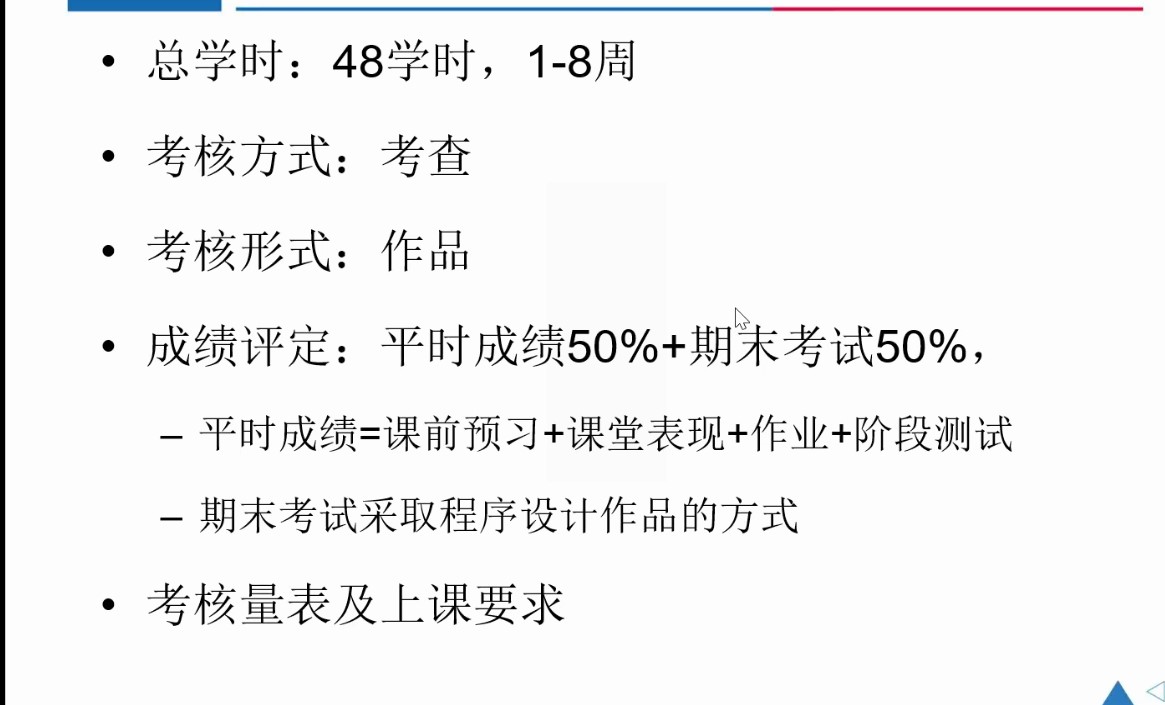 • 总学时：48学时，1-8周
• 考核方式：考查
• 考核形式：作品
• 成绩评定：平时成绩50%+期末考试50%，
– 平时成绩=课前预习+课堂表现+作业+阶段测试
– 期末考试采取程序设计作品的方式
• 考核量表及上课要求